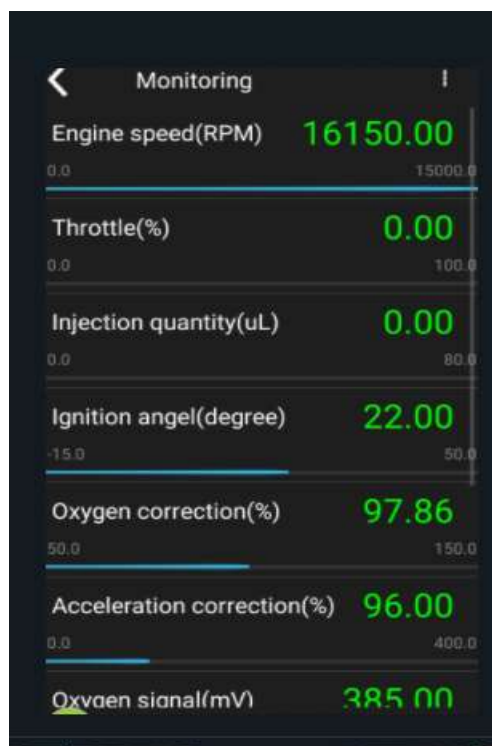 Monitoring
Engine speed(RPM) 16150.00
0.0 15000.0
Throttle(%) 0.00
0.0 100.0
Injection quantity(uL) 0.00
0.0 80.0
Ignition angel(degree) 22.00
-15.0 50.0
Oxygen correction(%) 97.86
50.0 150.0
Acceleration correction(%) 96.00
0.0 400.0
Oxygen signal(mV) 385.00